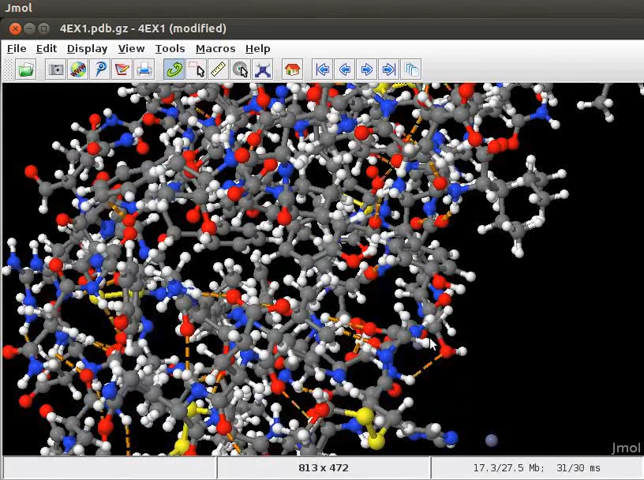 Jmol
4EX1.pdb.gz - 4EX1 (modified)
File Edit Display View Tools Macros Help
Jmol
813 x 472
17.3/27.5 Mb; 31/30 ms